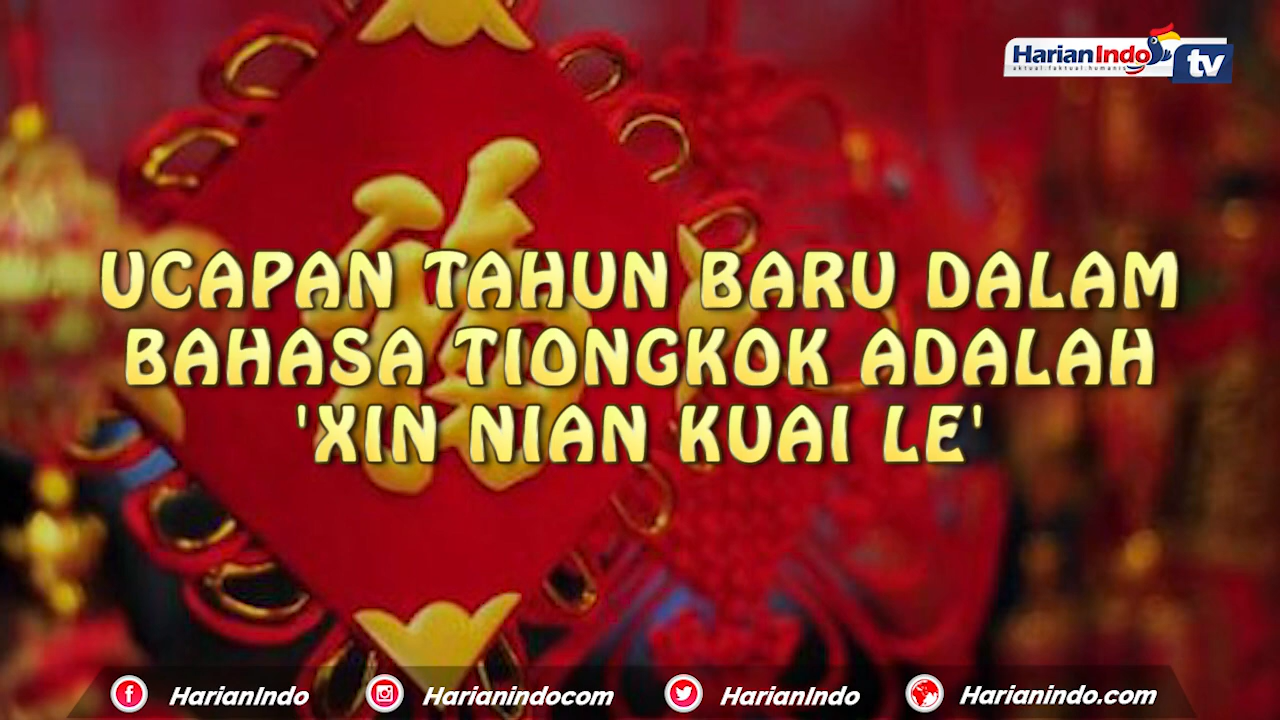 HarianIndo tv
aktual.faktual.humanis
福
UCAPAN TAHUN BARU DALAM
BAHASA TIONGKOK ADALAH
'XIN NIAN KUAI LE'
HarianIndo Harianindocom HarianIndo Harianindo.com